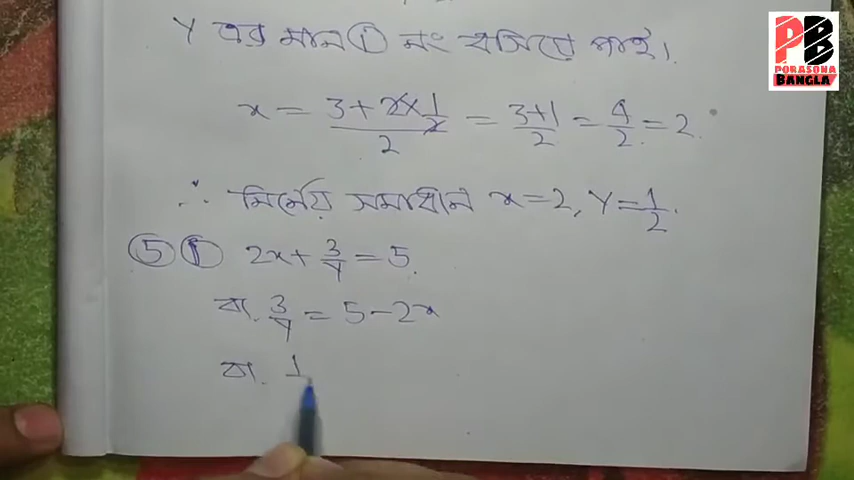 Y এর মান ① নং বসিয়ে পাই।
PB
PORASONA
BANGLA
x = (3+2×1/2)/2 = (3+1)/2 = 4/2 = 2.
∴ নির্ণেয় সমাধান x=2, Y=1/2.
⑤ ① 2x + 3/Y = 5.
বা. 3/Y = 5-2x
বা. 1